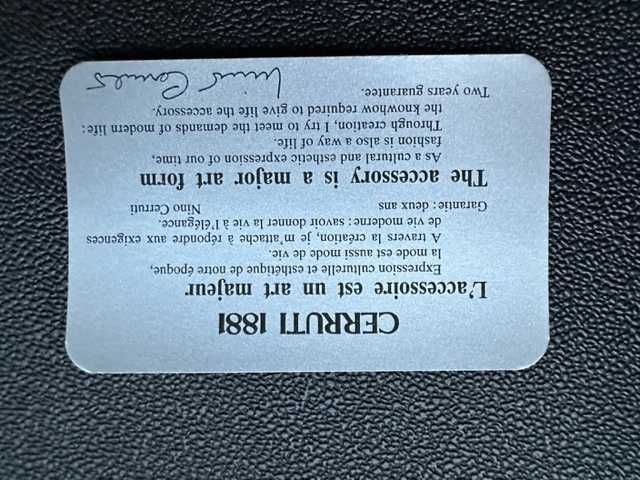 CERRUTI 1881
L'accessoire est un art majeur
Expression culturelle et esthétique de notre époque,
la mode est aussi mode de vie.
A travers la création, je m'attache à répondre aux exigences
de vie moderne: savoir donner la vie à l'élégance.
Garantie: deux ans Nino Cerruti
The accessory is a major art form
As a cultural and esthetic expression of our time,
fashion is also a way of life.
Through creation, I try to meet the demands of modern life:
the knowhow required to give life the accessory.
Two years guarantee.
Nino Cerruti